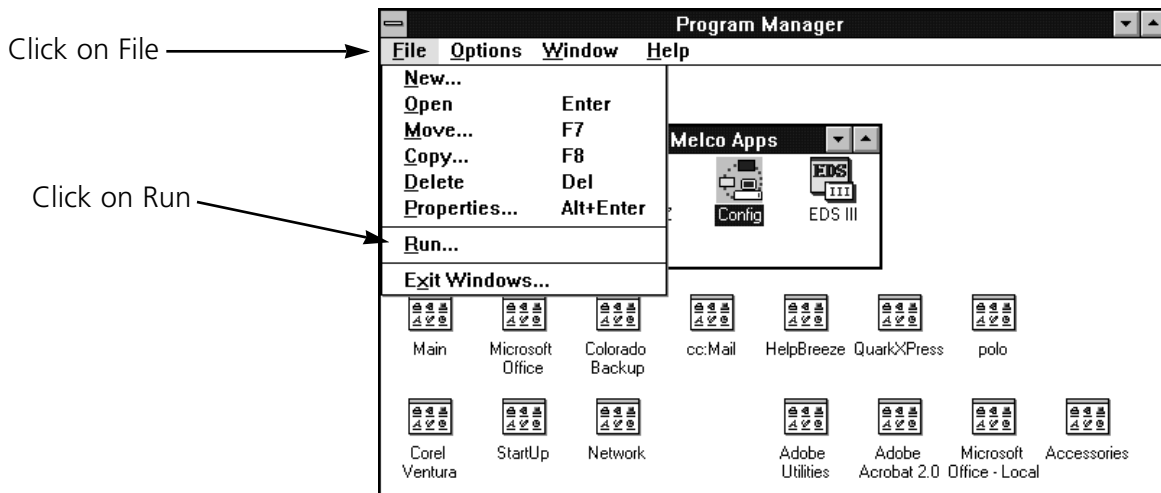 Program Manager
Click on File
File Options Window Help
New...
Open Enter
Move... F7
Copy... F8
Delete Del
Properties... Alt+Enter
Click on Run
Run...
Exit Windows...
Melco Apps
EDS
III
Config
EDS III
Main
Microsoft
Office
Colorado
Backup
cc:Mail
HelpBreeze
QuarkXPress
polo
Corel
Ventura
StartUp
Network
Adobe
Utilities
Adobe
Acrobat 2.0
Microsoft
Office - Local
Accessories